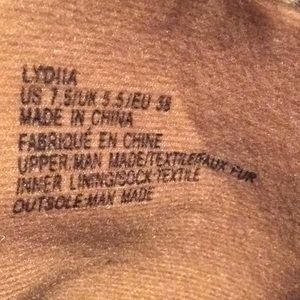 LYDIIA
US 7.5/UK 5.5/EU 38
MADE IN CHINA
FABRIQUÉ EN CHINE
UPPER:MAN MADE/TEXTILE/FAUX FUR
INNER LINING/SOCK:TEXTILE
OUTSOLE:MAN MADE